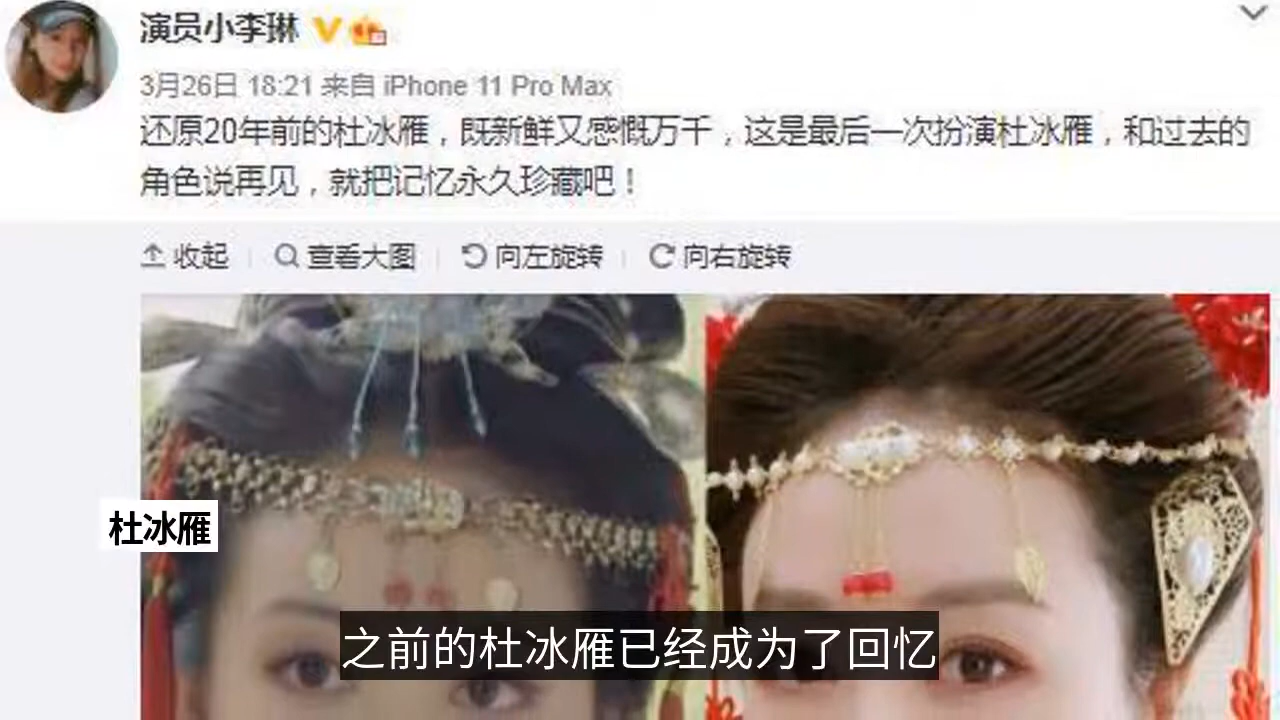 演员小李琳
3月26日 18:21 来自 iPhone 11 Pro Max
还原20年前的杜冰雁，既新鲜又感慨万千，这是最后一次扮演杜冰雁，和过去的
角色说再见，就把记忆永久珍藏吧！
收起 查看大图 向左旋转 向右旋转
杜冰雁
之前的杜冰雁已经成为了回忆